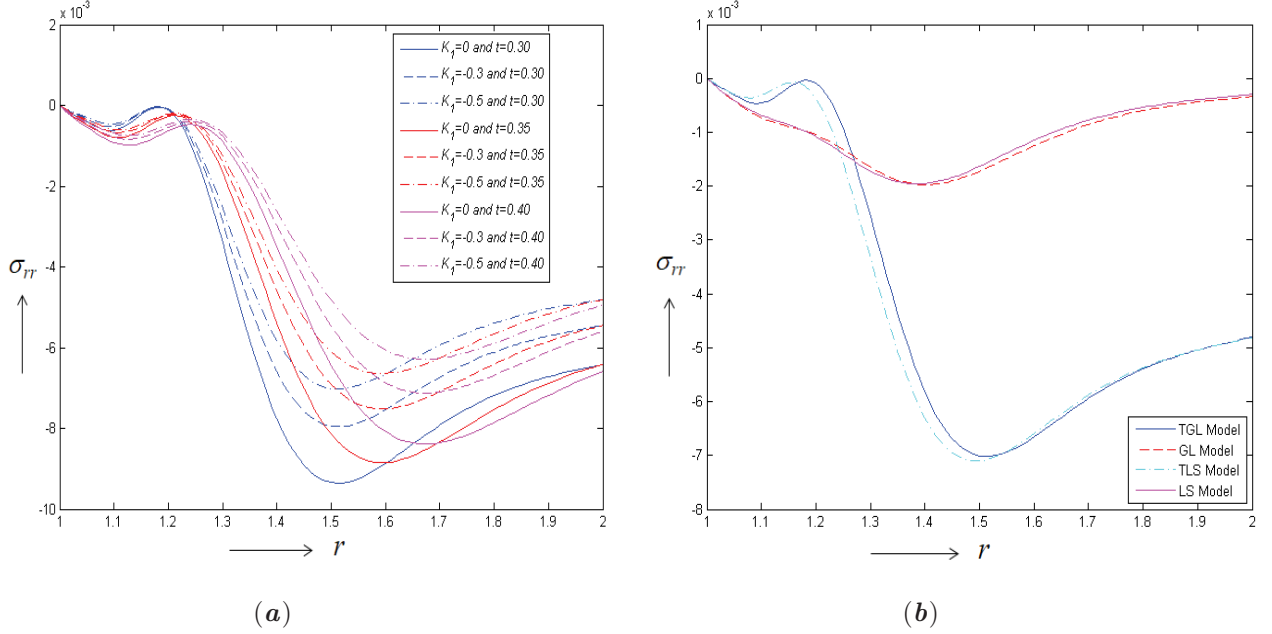 x 10⁻³
2
0
-2
-4
-6
-8
-10
σrr
K₁=0 and t=0.30
K₁=-0.3 and t=0.30
K₁=-0.5 and t=0.30
K₁=0 and t=0.35
K₁=-0.3 and t=0.35
K₁=-0.5 and t=0.35
K₁=0 and t=0.40
K₁=-0.3 and t=0.40
K₁=-0.5 and t=0.40
1 1.1 1.2 1.3 1.4 1.5 1.6 1.7 1.8 1.9 2
r
(a)
x 10⁻³
1
0
-1
-2
-3
-4
-5
-6
-7
-8
σrr
TGL Model
GL Model
TLS Model
LS Model
1 1.1 1.2 1.3 1.4 1.5 1.6 1.7 1.8 1.9 2
r
(b)